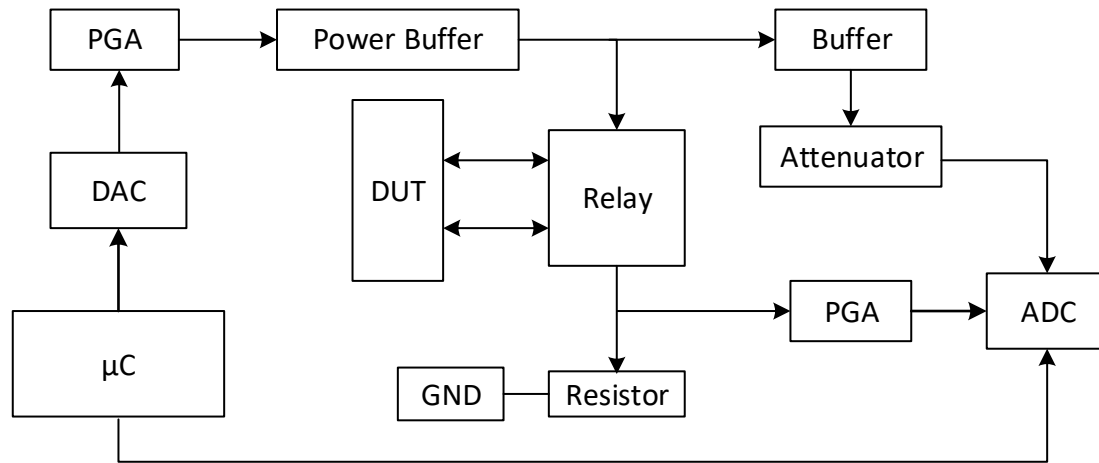 PGA
Power Buffer
Buffer
Attenuator
DAC
DUT
Relay
PGA
ADC
µC
GND
Resistor